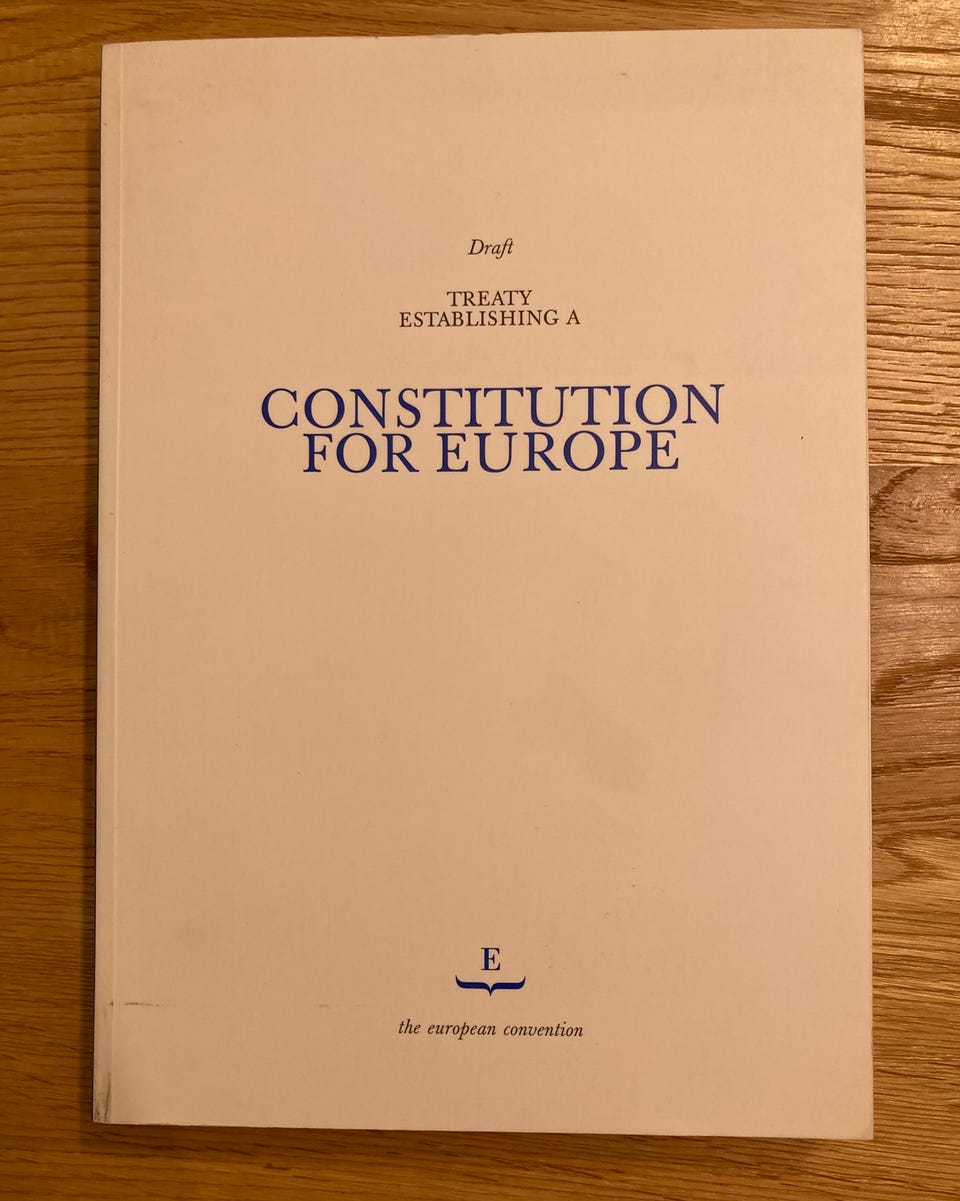 Draft
TREATY
ESTABLISHING A
CONSTITUTION
FOR EUROPE
E
the european convention